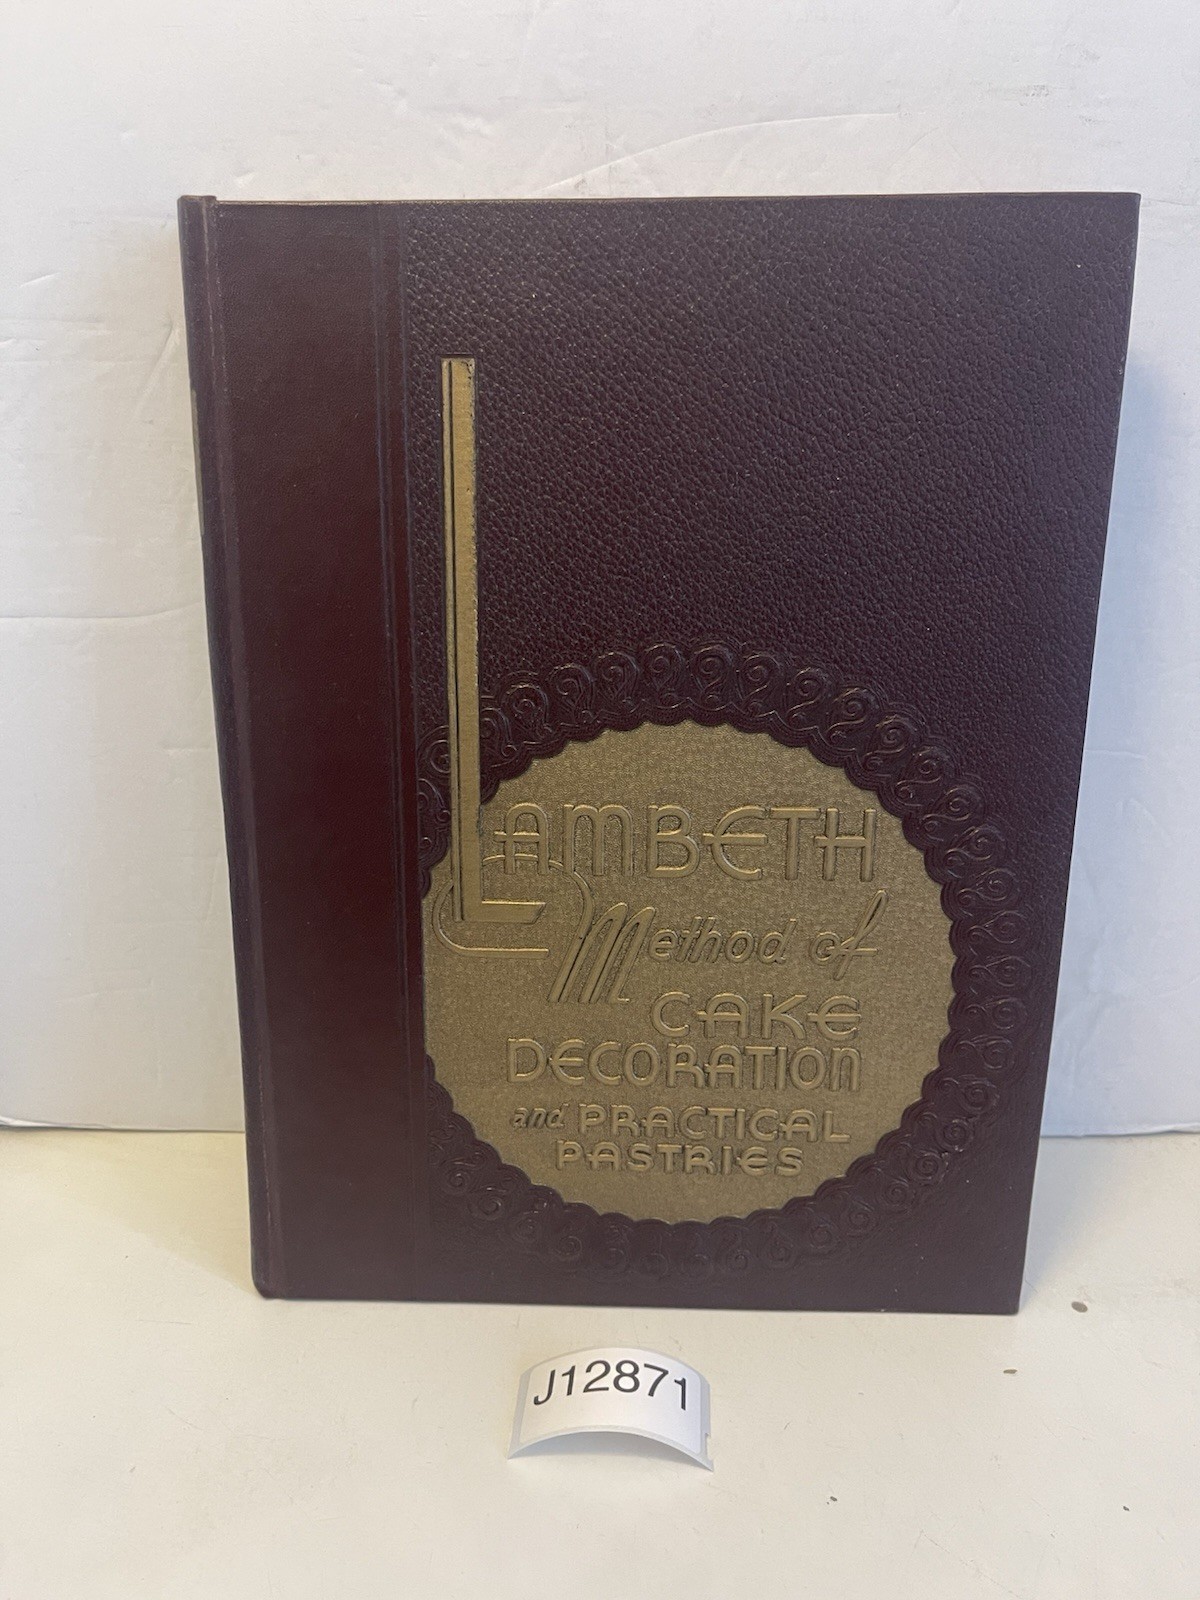 LAMBETH
Method of
CAKE
DECORATION
and PRACTICAL
PASTRIES
J12871